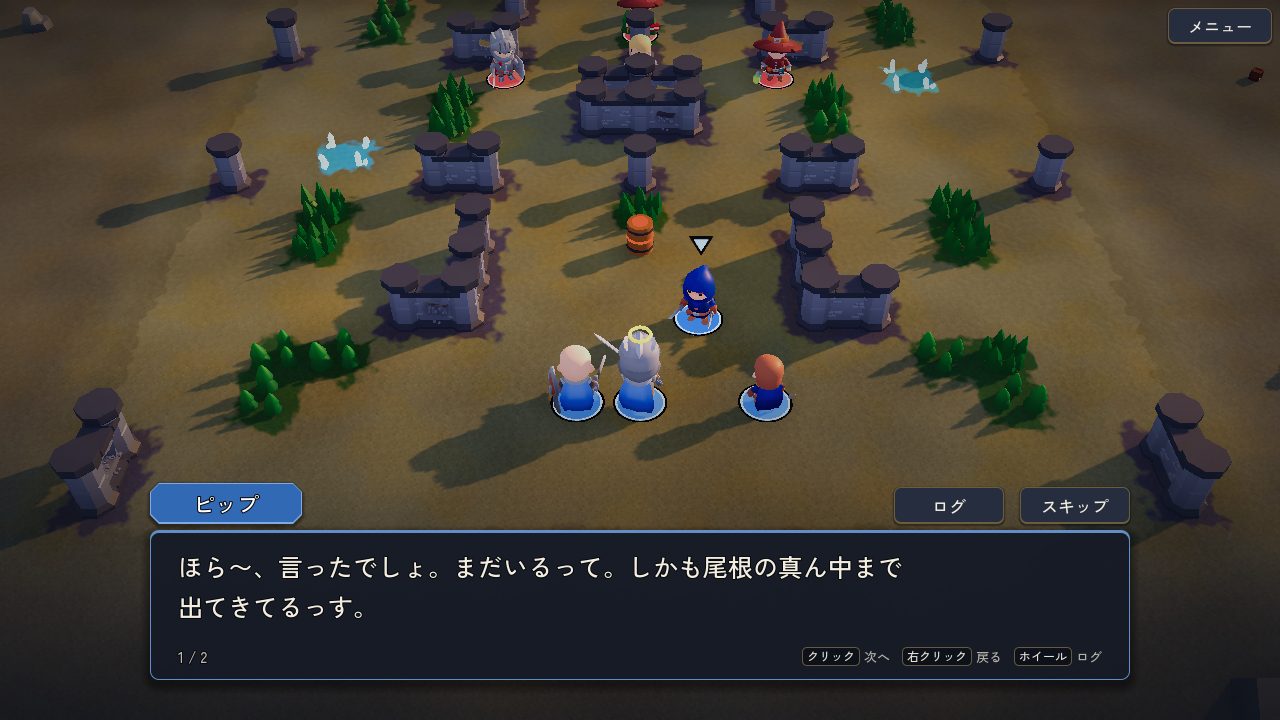 メニュー
ピップ
ログ
スキップ
ほら～、言ったでしょ。まだいるって。しかも尾根の真ん中まで
出てきてるっす。
1 / 2
クリック 次へ 右クリック 戻る ホイール ログ